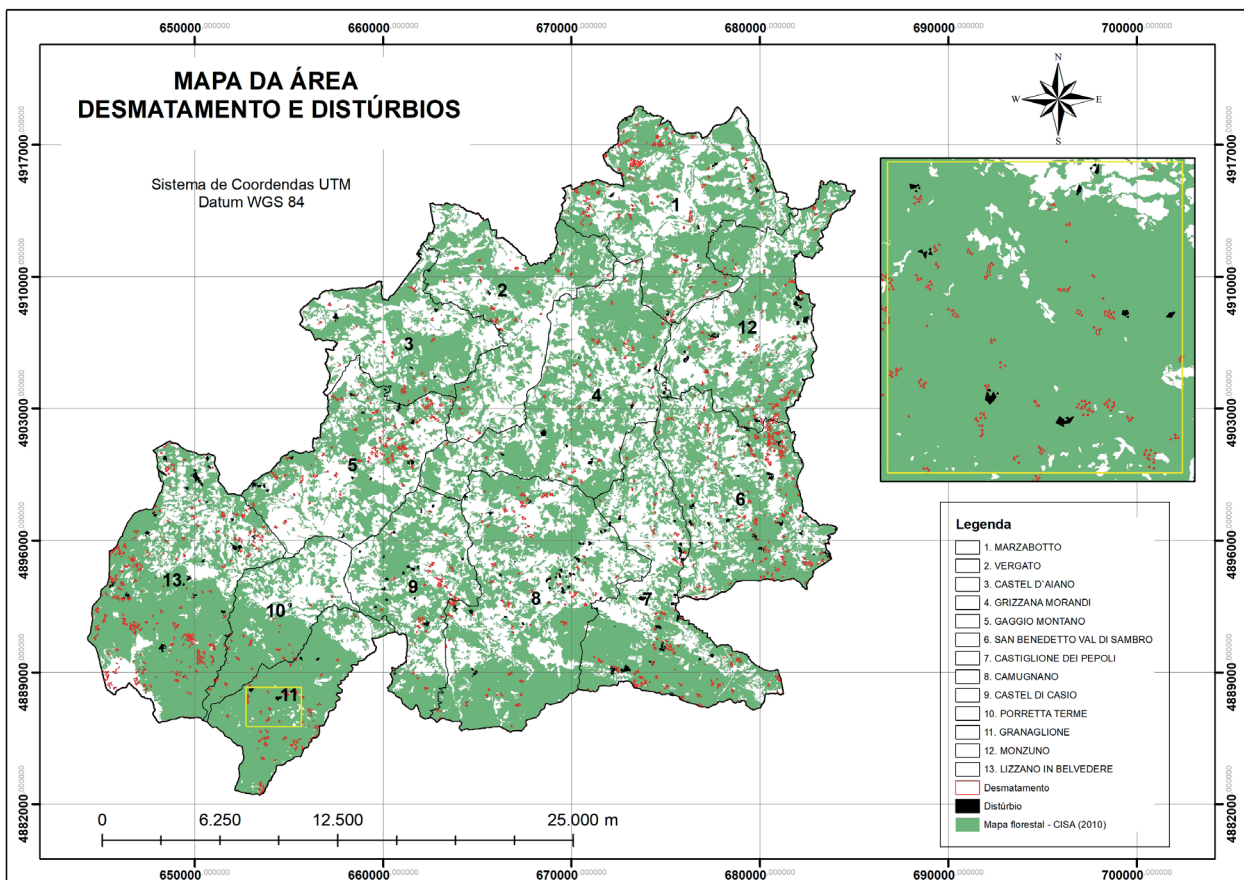 650000,000000 660000,000000 670000,000000 680000,000000 690000,000000 700000,000000
MAPA DA ÁREA
DESMATAMENTO E DISTÚRBIOS
Sistema de Coordendas UTM
Datum WGS 84
N
W E
S
4917000,000000 4917000,000000
4910000,000000 4910000,000000
4903000,000000 4903000,000000
4896000,000000 4896000,000000
4889000,000000 4889000,000000
4882000,000000 4882000,000000
1
2
12
3
4
5
6
13
9
8
7
10
11
Legenda
1. MARZABOTTO
2. VERGATO
3. CASTEL D`AIANO
4. GRIZZANA MORANDI
5. GAGGIO MONTANO
6. SAN BENEDETTO VAL DI SAMBRO
7. CASTIGLIONE DEI PEPOLI
8. CAMUGNANO
9. CASTEL DI CASIO
10. PORRETTA TERME
11. GRANAGLIONE
12. MONZUNO
13. LIZZANO IN BELVEDERE
Desmatamento
Distúrbio
Mapa florestal - CISA (2010)
0 6.250 12.500 25.000 m
650000,000000 660000,000000 670000,000000 680000,000000 690000,000000 700000,000000